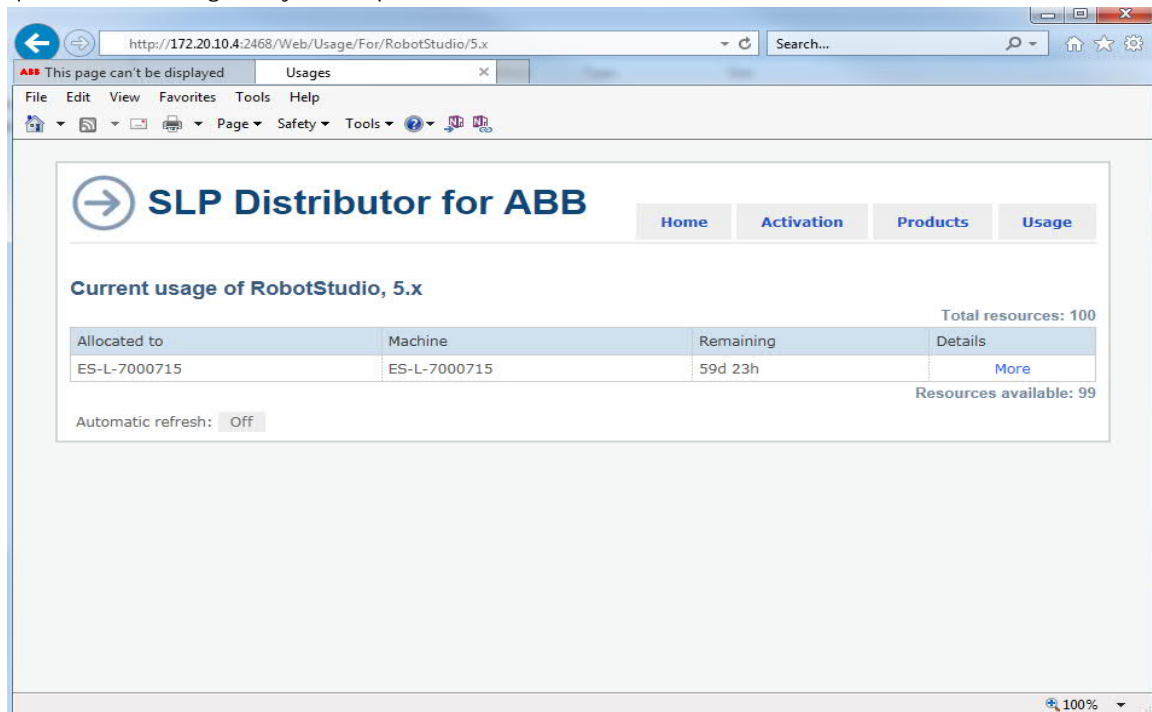 http://172.20.10.4:2468/Web/Usage/For/RobotStudio/5.x Search...
ABB This page can't be displayed Usages
File Edit View Favorites Tools Help
Page Safety Tools
SLP Distributor for ABB
Home Activation Products Usage
Current usage of RobotStudio, 5.x
Total resources: 100
Allocated to Machine Remaining Details
ES-L-7000715 ES-L-7000715 59d 23h More
Resources available: 99
Automatic refresh: Off
100%